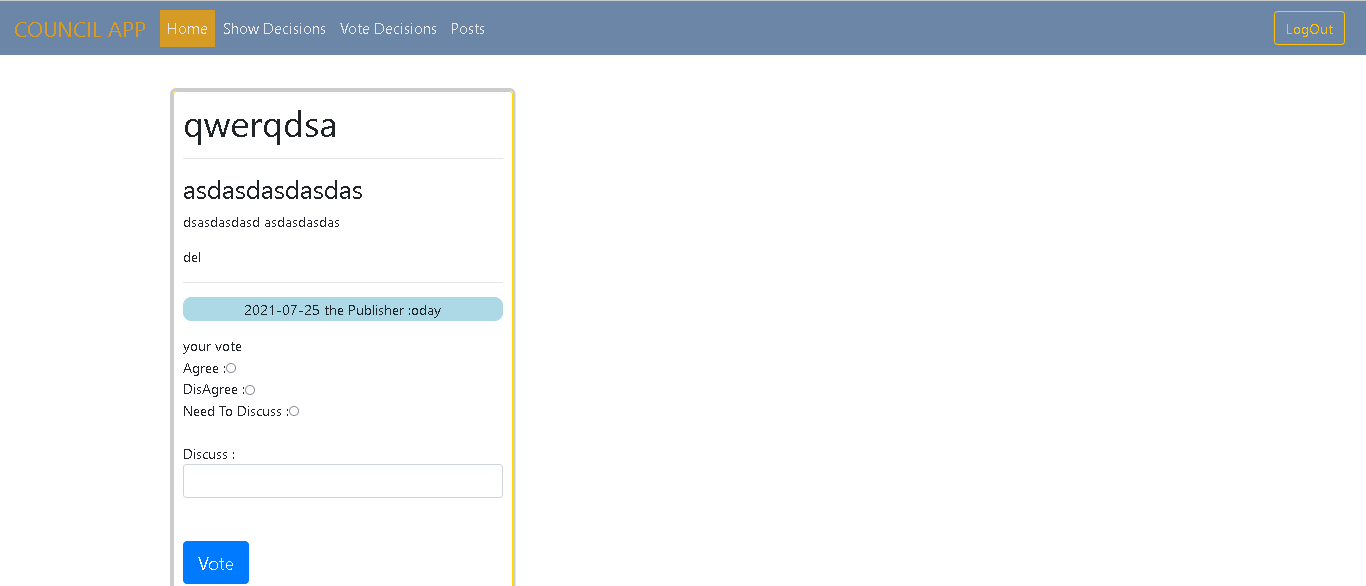 COUNCIL APP Home Show Decisions Vote Decisions Posts LogOut
qwerqdsa
asdasdasdasdas
dsasdasdasd asdasdasdas
del
2021-07-25 the Publisher :oday
your vote
Agree :
DisAgree :
Need To Discuss :
Discuss :
Vote